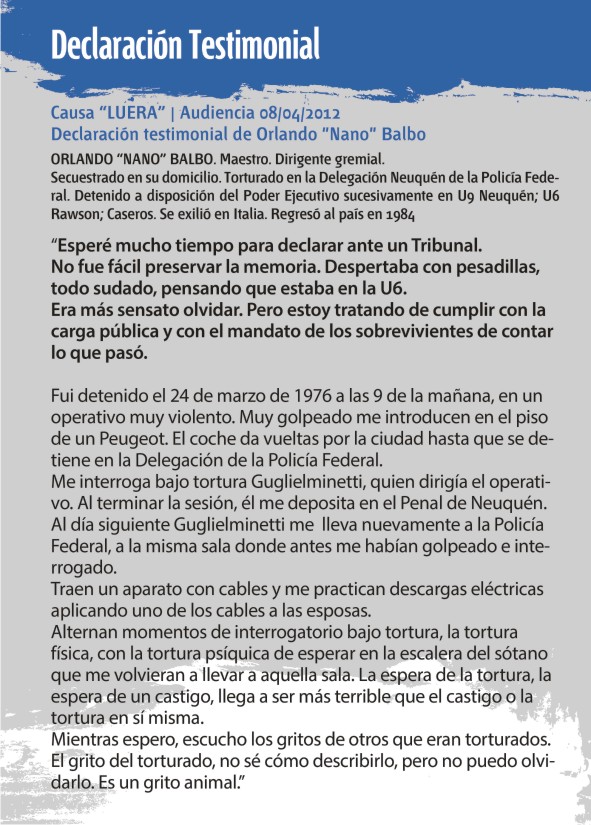 Declaración Testimonial
Causa “LUERA” | Audiencia 08/04/2012
Declaración testimonial de Orlando “Nano” Balbo
ORLANDO “NANO” BALBO. Maestro. Dirigente gremial.
Secuestrado en su domicilio. Torturado en la Delegación Neuquén de la Policía Fede-
ral. Detenido a disposición del Poder Ejecutivo sucesivamente en U9 Neuquén; U6
Rawson; Caseros. Se exilió en Italia. Regresó al país en 1984
“Esperé mucho tiempo para declarar ante un Tribunal.
No fue fácil preservar la memoria. Despertaba con pesadillas,
todo sudado, pensando que estaba en la U6.
Era más sensato olvidar. Pero estoy tratando de cumplir con la
carga pública y con el mandato de los sobrevivientes de contar
lo que pasó.
Fui detenido el 24 de marzo de 1976 a las 9 de la mañana, en un
operativo muy violento. Muy golpeado me introducen en el piso
de un Peugeot. El coche da vueltas por la ciudad hasta que se de-
tiene en la Delegación de la Policía Federal.
Me interroga bajo tortura Guglielminetti, quien dirigía el operati-
vo. Al terminar la sesión, él me deposita en el Penal de Neuquén.
Al día siguiente Guglielminetti me lleva nuevamente a la Policía
Federal, a la misma sala donde antes me habían golpeado e inte-
rrogado.
Traen un aparato con cables y me practican descargas eléctricas
aplicando uno de los cables a las esposas.
Alternan momentos de interrogatorio bajo tortura, la tortura
física, con la tortura psíquica de esperar en la escalera del sótano
que me volvieran a llevar a aquella sala. La espera de la tortura, la
espera de un castigo, llega a ser más terrible que el castigo o la
tortura en sí misma.
Mientras espero, escucho los gritos de otros que eran torturados.
El grito del torturado, no sé cómo describirlo, pero no puedo olvi-
darlo. Es un grito animal.”